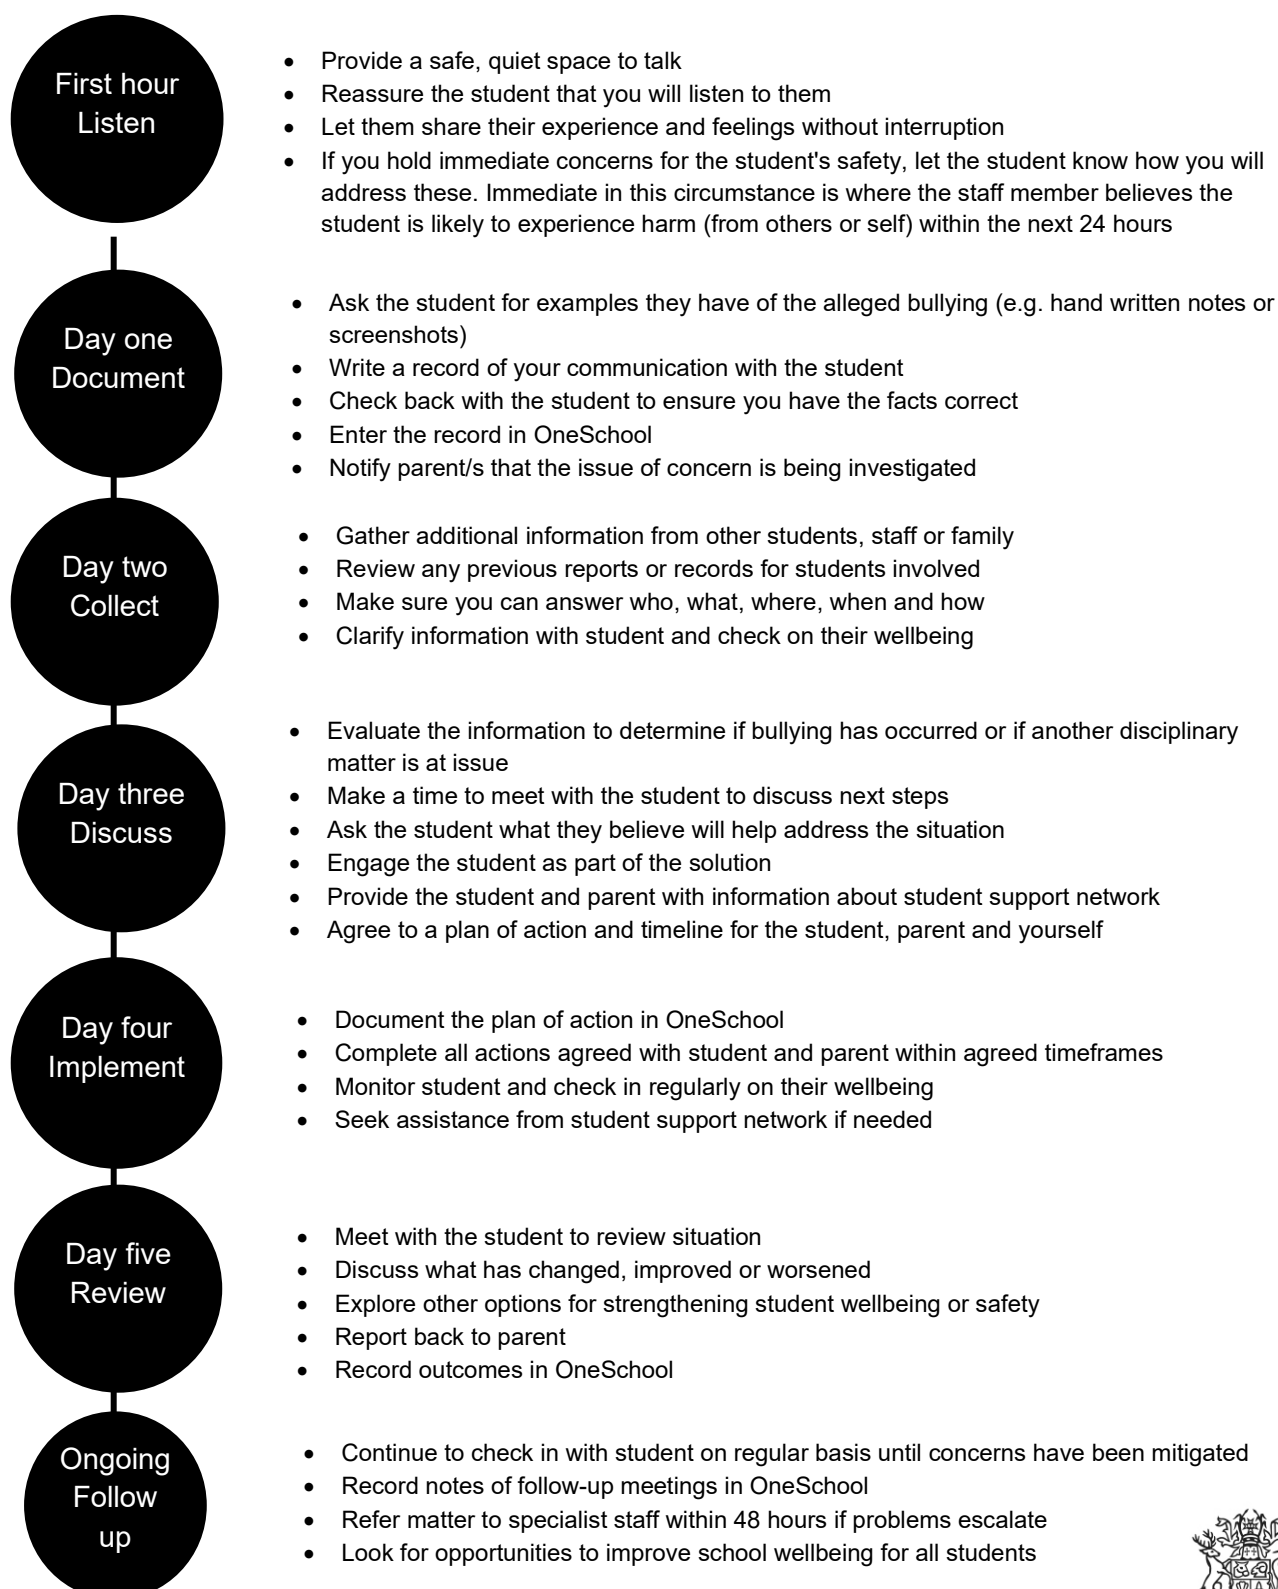 First hour
Listen
• Provide a safe, quiet space to talk
• Reassure the student that you will listen to them
• Let them share their experience and feelings without interruption
• If you hold immediate concerns for the student's safety, let the student know how you will
address these. Immediate in this circumstance is where the staff member believes the
student is likely to experience harm (from others or self) within the next 24 hours
Day one
Document
• Ask the student for examples they have of the alleged bullying (e.g. hand written notes or
screenshots)
• Write a record of your communication with the student
• Check back with the student to ensure you have the facts correct
• Enter the record in OneSchool
• Notify parent/s that the issue of concern is being investigated
Day two
Collect
• Gather additional information from other students, staff or family
• Review any previous reports or records for students involved
• Make sure you can answer who, what, where, when and how
• Clarify information with student and check on their wellbeing
Day three
Discuss
• Evaluate the information to determine if bullying has occurred or if another disciplinary
matter is at issue
• Make a time to meet with the student to discuss next steps
• Ask the student what they believe will help address the situation
• Engage the student as part of the solution
• Provide the student and parent with information about student support network
• Agree to a plan of action and timeline for the student, parent and yourself
Day four
Implement
• Document the plan of action in OneSchool
• Complete all actions agreed with student and parent within agreed timeframes
• Monitor student and check in regularly on their wellbeing
• Seek assistance from student support network if needed
Day five
Review
• Meet with the student to review situation
• Discuss what has changed, improved or worsened
• Explore other options for strengthening student wellbeing or safety
• Report back to parent
• Record outcomes in OneSchool
Ongoing
Follow
up
• Continue to check in with student on regular basis until concerns have been mitigated
• Record notes of follow-up meetings in OneSchool
• Refer matter to specialist staff within 48 hours if problems escalate
• Look for opportunities to improve school wellbeing for all students